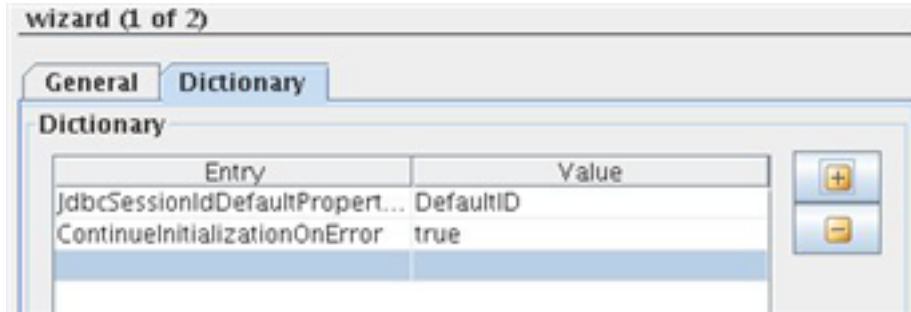 wizard (1 of 2)
General Dictionary
Dictionary
Entry Value
JdbcSessionIdDefaultPropert... DefaultID
ContinueInitializationOnError true